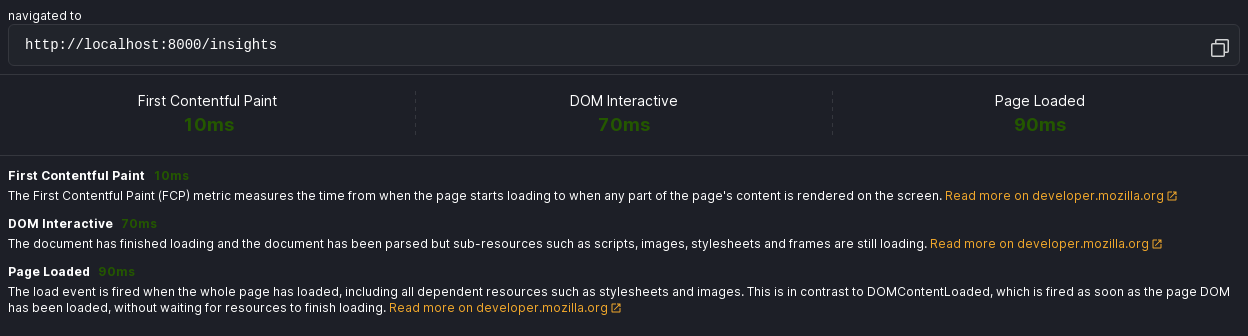 navigated to
http://localhost:8000/insights
First Contentful Paint
10ms
DOM Interactive
70ms
Page Loaded
90ms
First Contentful Paint 10ms
The First Contentful Paint (FCP) metric measures the time from when the page starts loading to when any part of the page's content is rendered on the screen. Read more on developer.mozilla.org
DOM Interactive 70ms
The document has finished loading and the document has been parsed but sub-resources such as scripts, images, stylesheets and frames are still loading. Read more on developer.mozilla.org
Page Loaded 90ms
The load event is fired when the whole page has loaded, including all dependent resources such as stylesheets and images. This is in contrast to DOMContentLoaded, which is fired as soon as the page DOM
has been loaded, without waiting for resources to finish loading. Read more on developer.mozilla.org